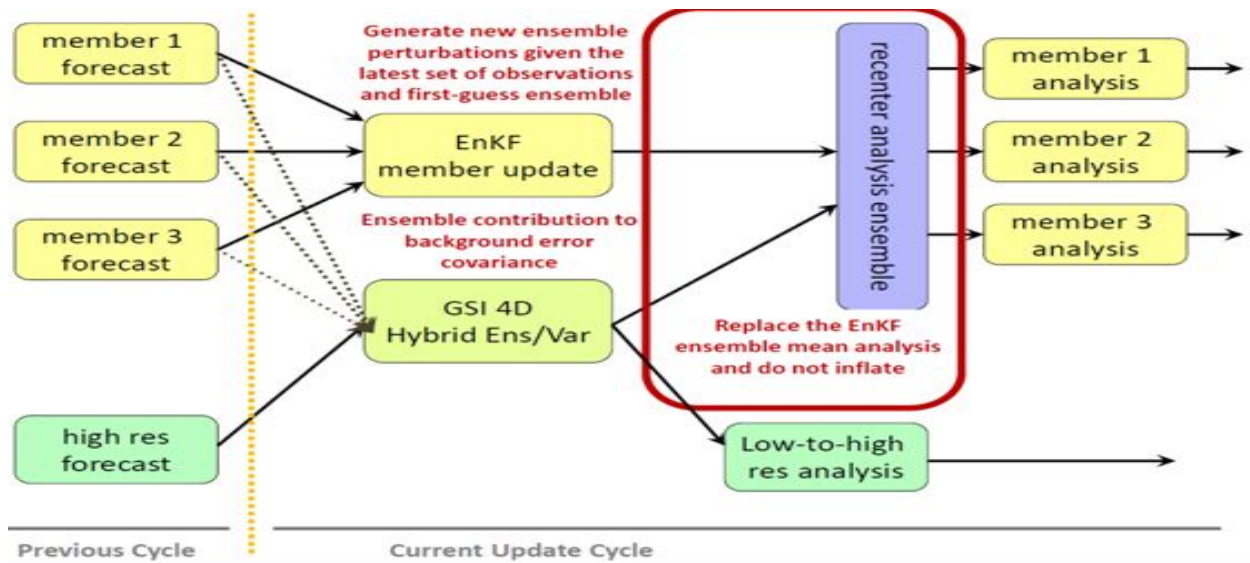 member 1
forecast
member 2
forecast
member 3
forecast
high res
forecast
Previous Cycle
Generate new ensemble
perturbations given the
latest set of observations
and first-guess ensemble
EnKF
member update
Ensemble contribution to
background error
covariance
GSI 4D
Hybrid Ens/Var
recenter analysis ensemble
Replace the EnKF
ensemble mean analysis
and do not inflate
Low-to-high
res analysis
member 1
analysis
member 2
analysis
member 3
analysis
Current Update Cycle